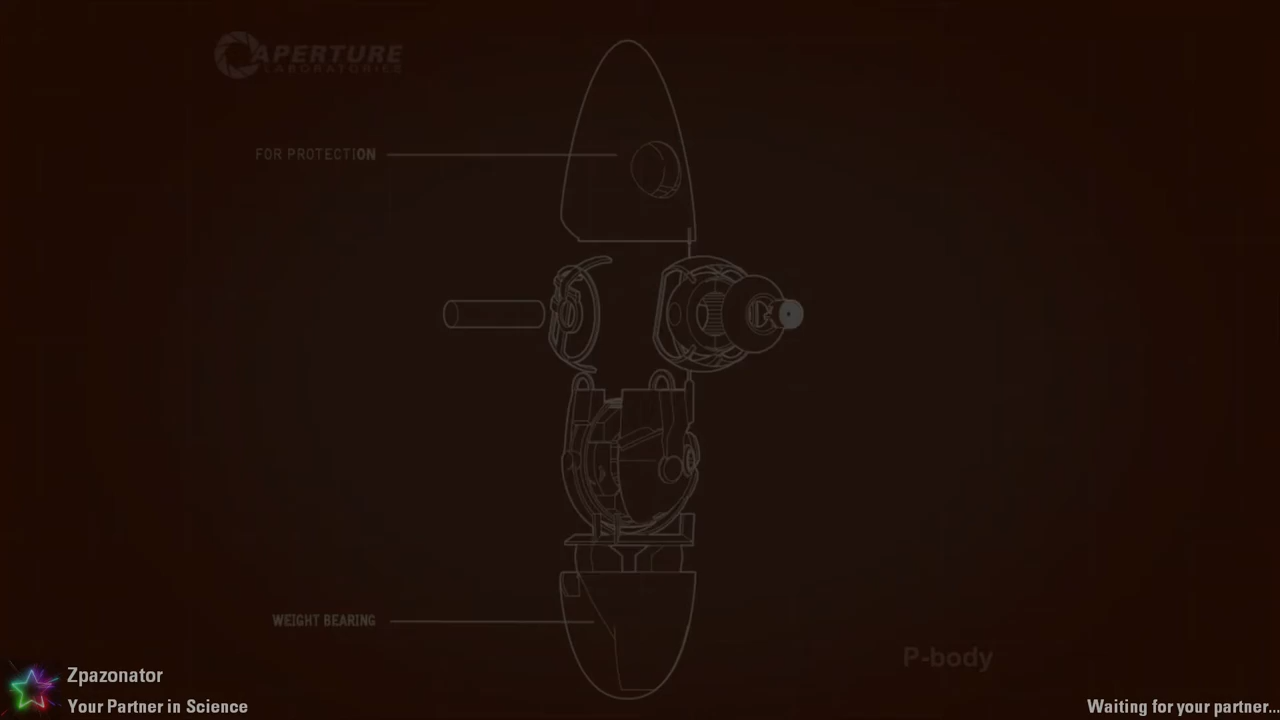 APERTURE
LABORATORIES
FOR PROTECTION
WEIGHT BEARING
P-body
Zpazonator
Your Partner in Science
Waiting for your partner...